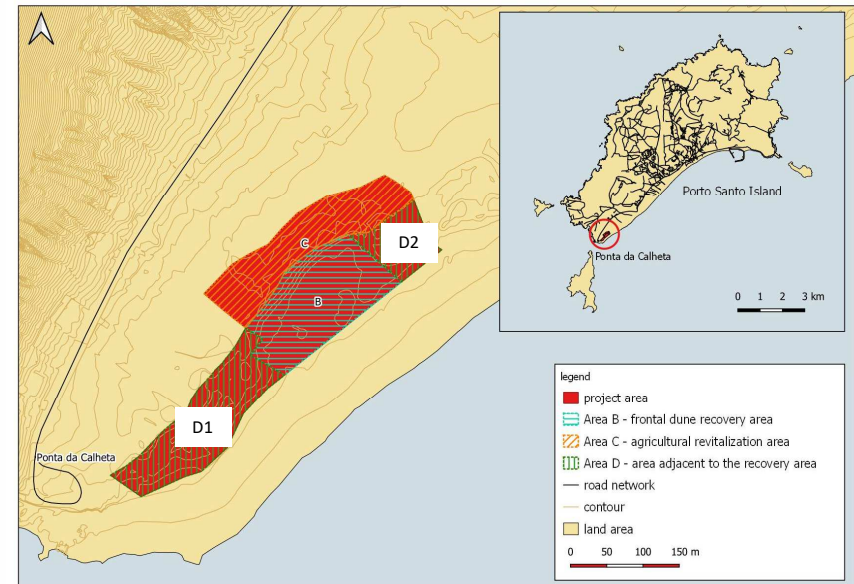 Porto Santo Island
Ponta da Calheta
0 1 2 3 km
C
D2
B
D1
Ponta da Calheta
legend
project area
Area B - frontal dune recovery area
Area C - agricultural revitalization area
Area D - area adjacent to the recovery area
road network
contour
land area
0 50 100 150 m